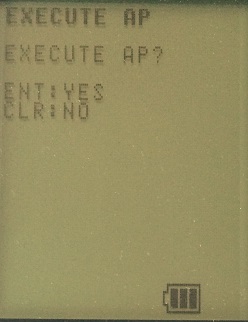 EXECUTE AP
EXECUTE AP?
ENT:YES
CLR:NO